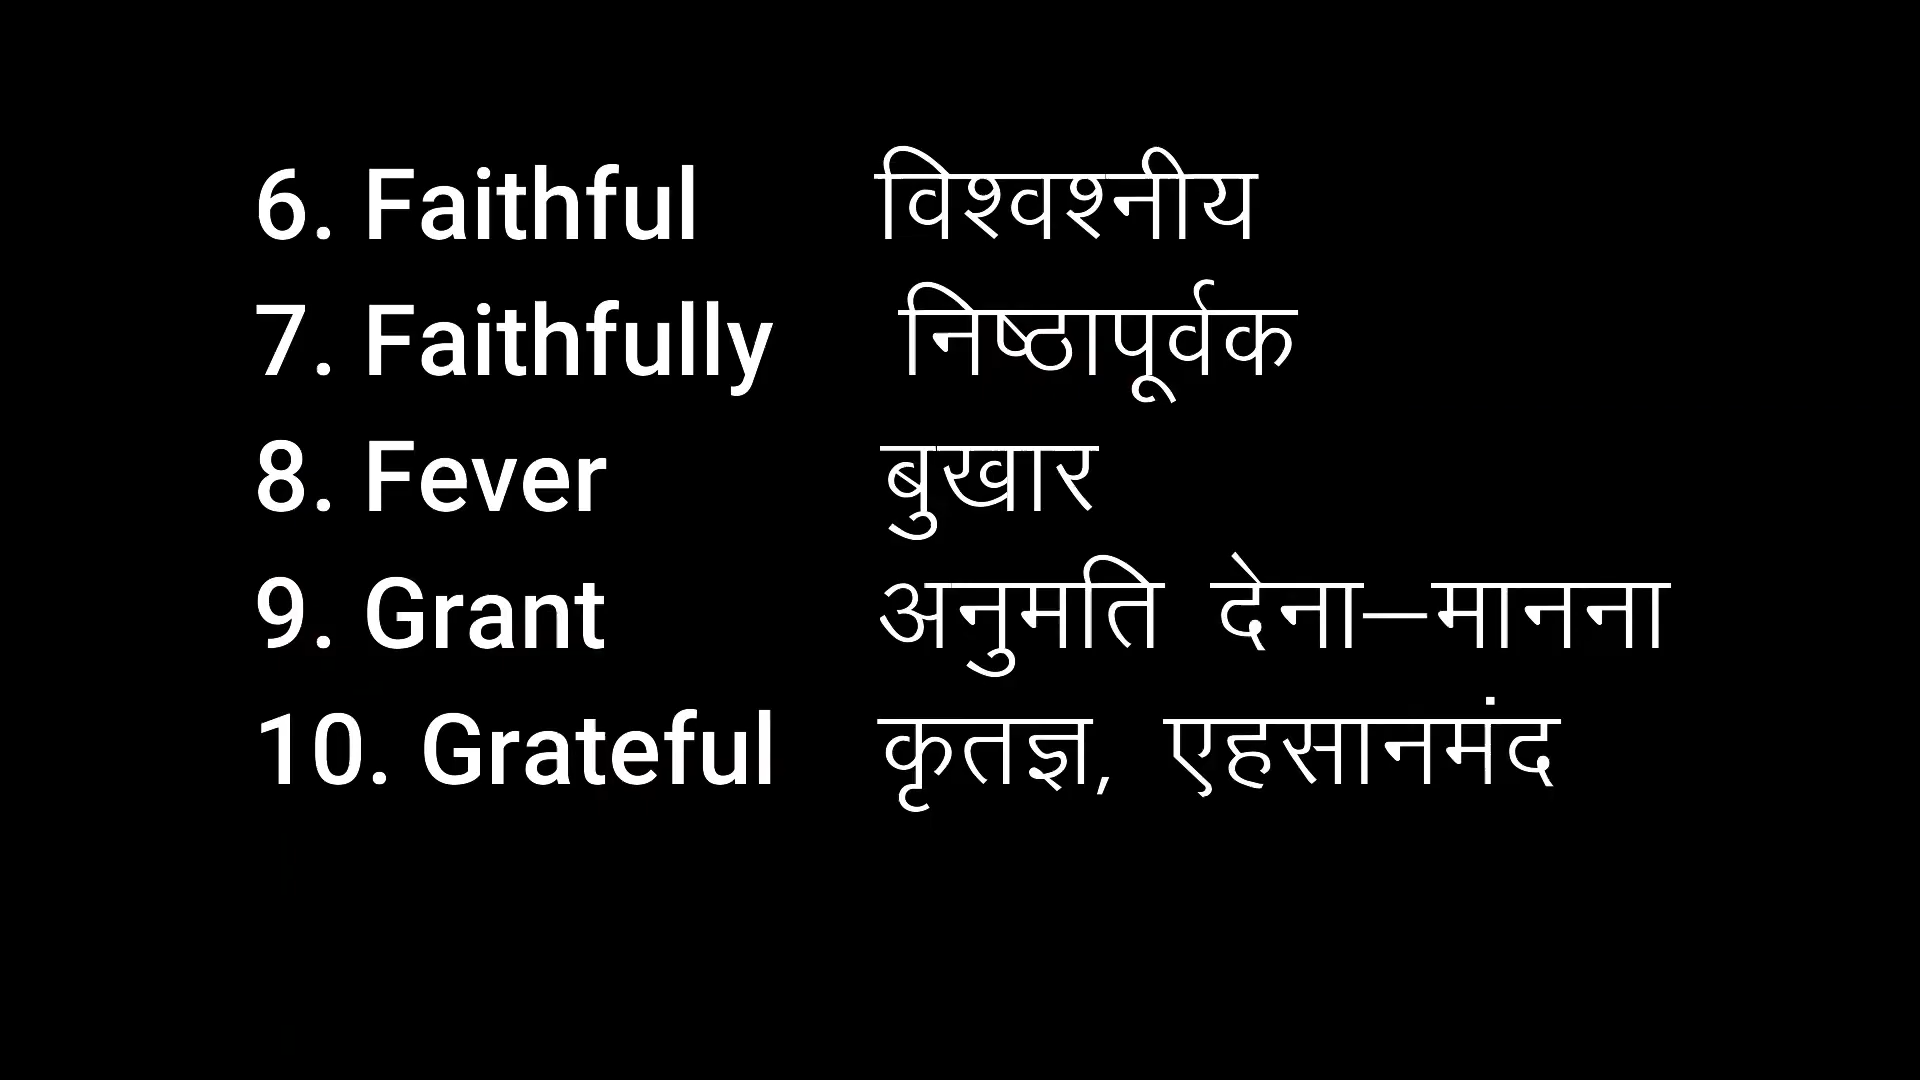 6. Faithful विश्वश्नीय
7. Faithfully निष्ठापूर्वक
8. Fever बुखार
9. Grant अनुमति देना–मानना
10. Grateful कृतज्ञ, एहसानमंद